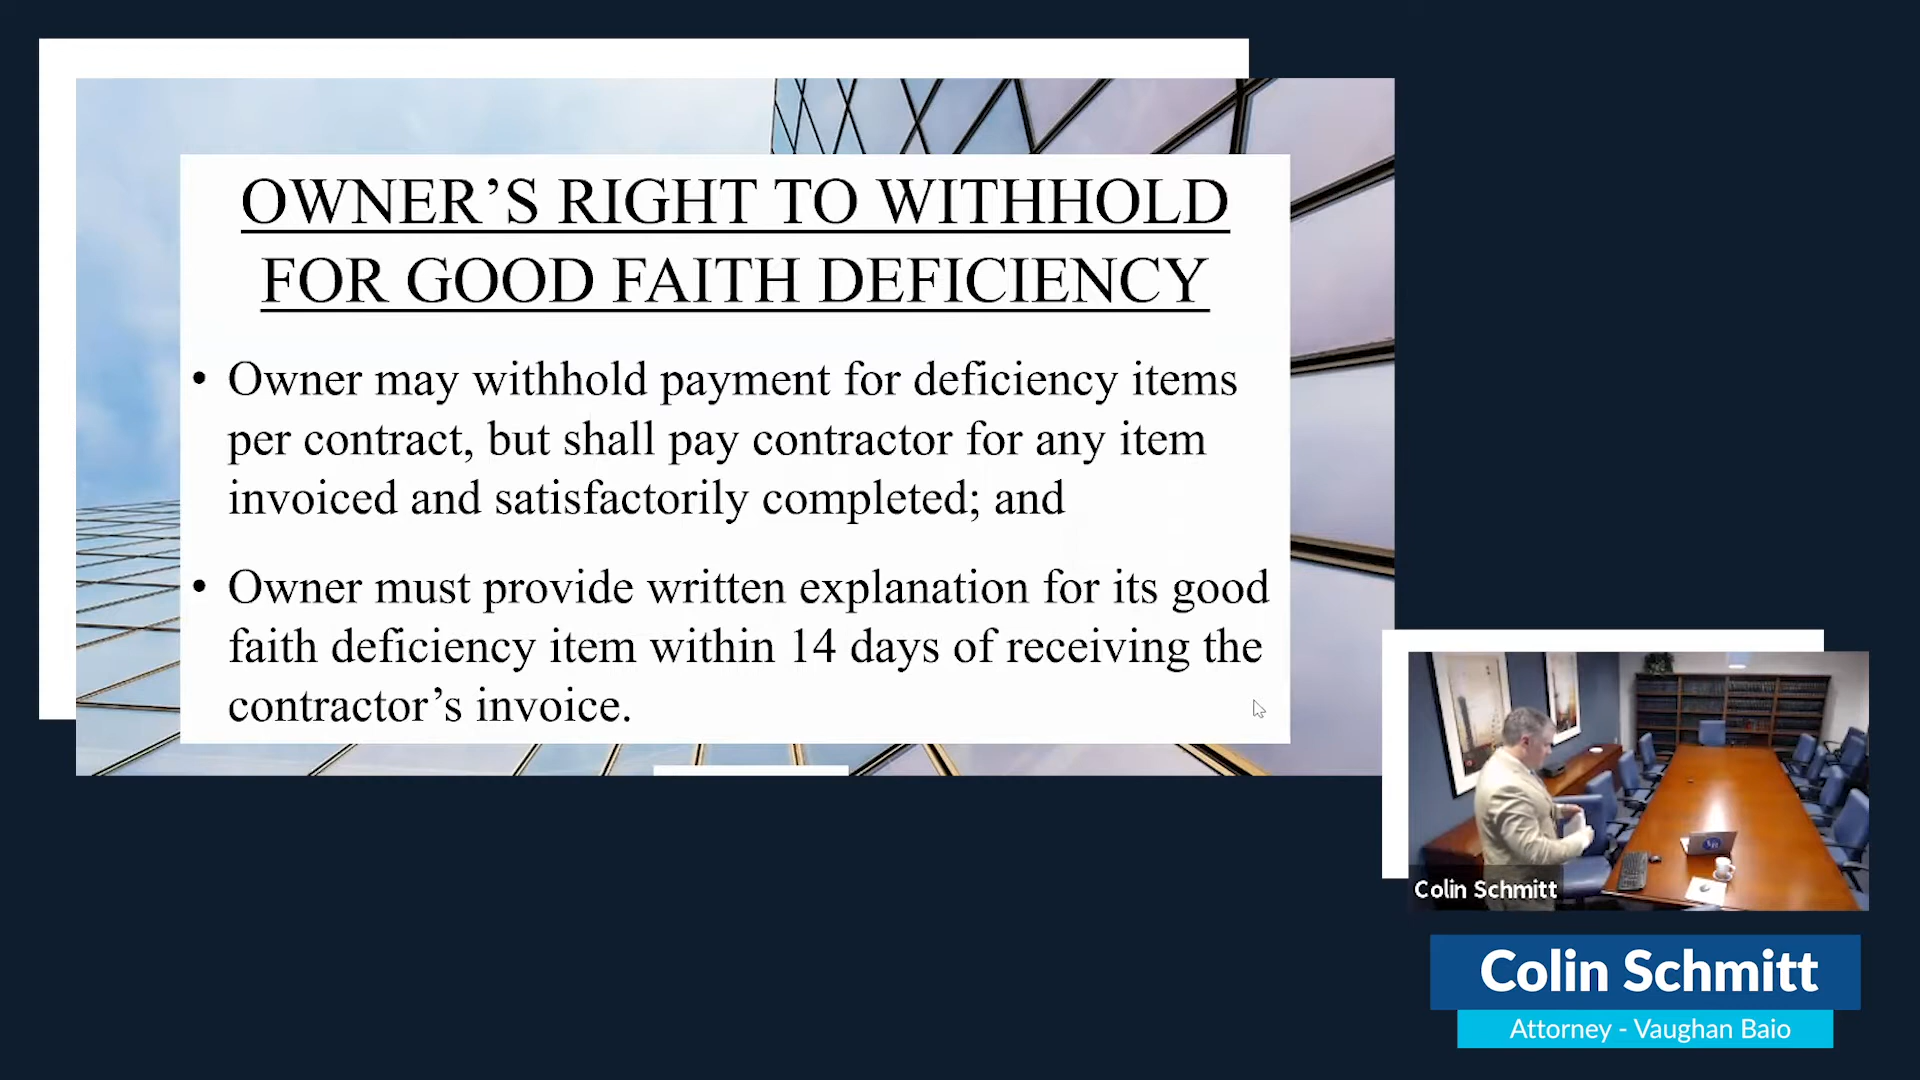 OWNER’S RIGHT TO WITHHOLD
FOR GOOD FAITH DEFICIENCY
• Owner may withhold payment for deficiency items
per contract, but shall pay contractor for any item
invoiced and satisfactorily completed; and
• Owner must provide written explanation for its good
faith deficiency item within 14 days of receiving the
contractor’s invoice.
Colin Schmitt
Colin Schmitt
Attorney - Vaughan Baio